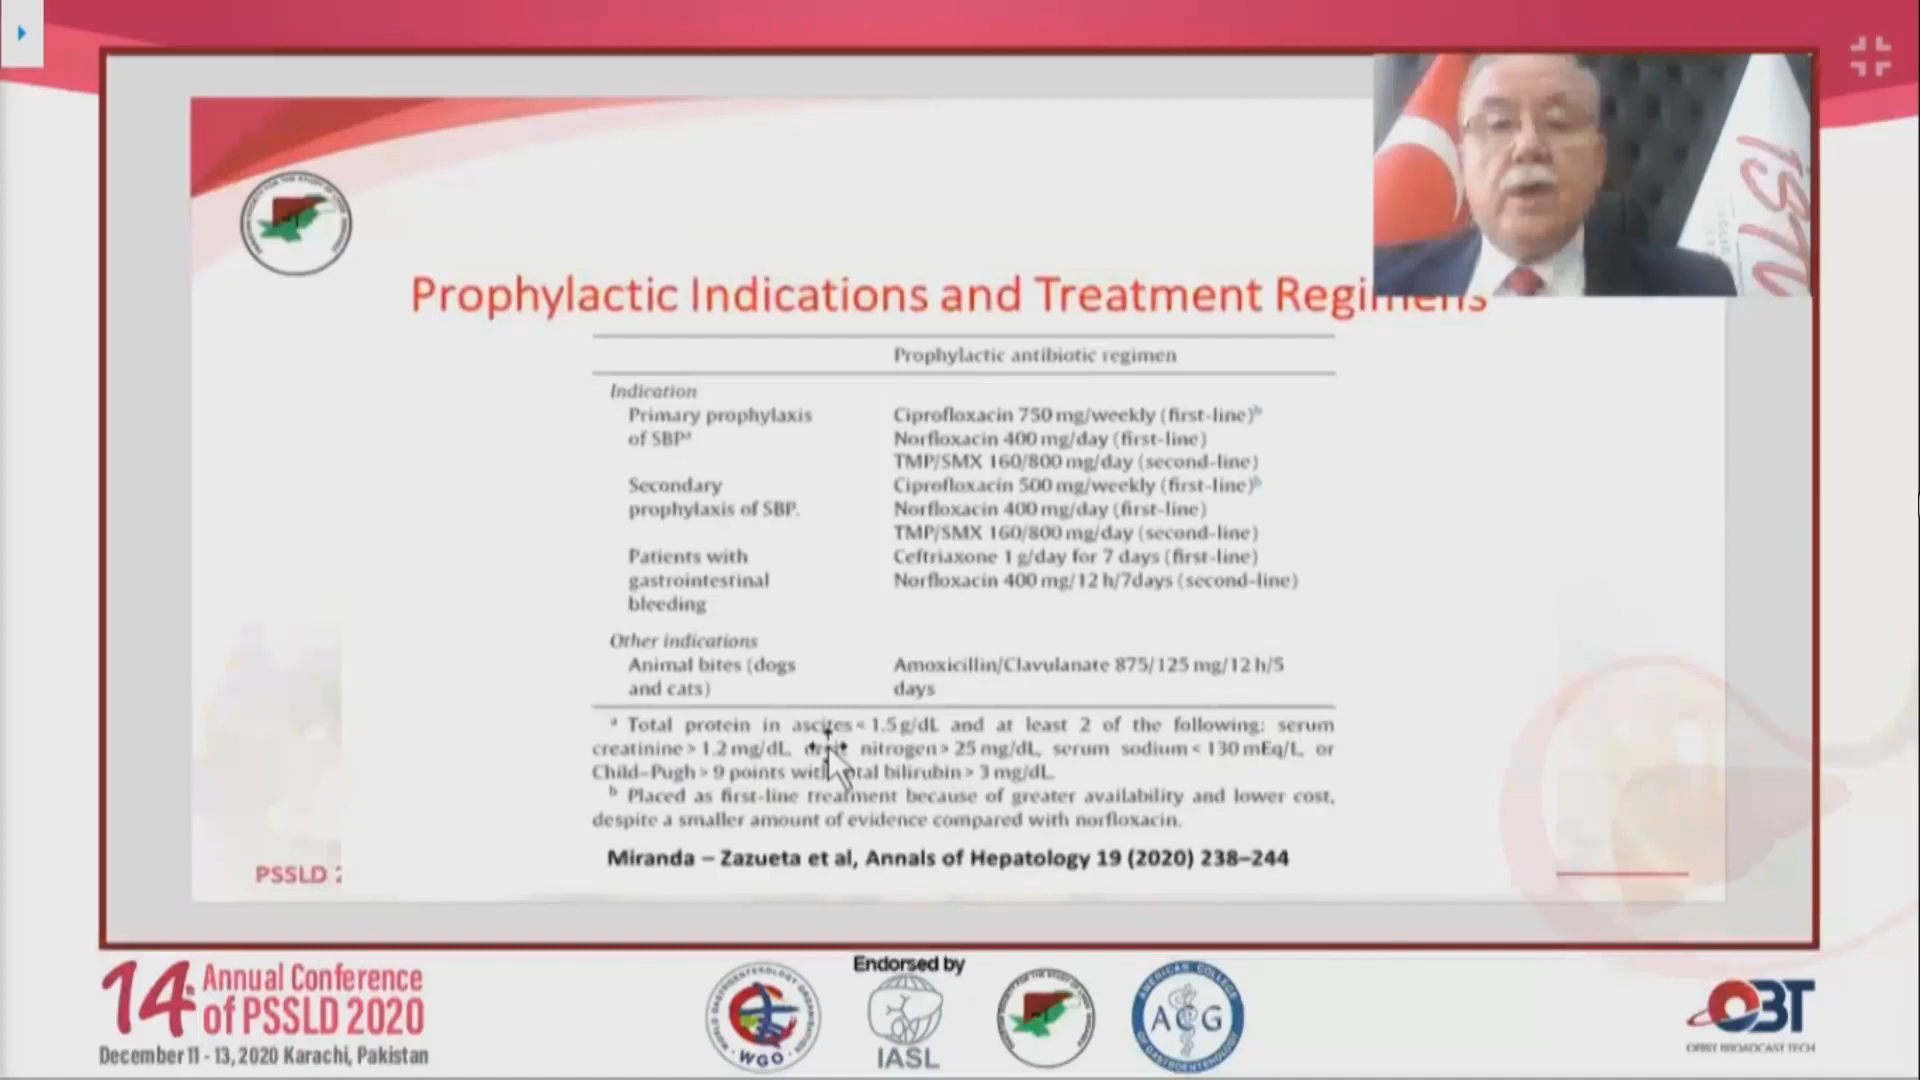 Prophylactic Indications and Treatment Regimens
Prophylactic antibiotic regimen
Indication
Primary prophylaxis of SBPᵃ
Ciprofloxacin 750 mg/weekly (first-line)ᵇ
Norfloxacin 400 mg/day (first-line)
TMP/SMX 160/800 mg/day (second-line)
Secondary prophylaxis of SBP.
Ciprofloxacin 500 mg/weekly (first-line)ᵇ
Norfloxacin 400 mg/day (first-line)
TMP/SMX 160/800 mg/day (second-line)
Patients with gastrointestinal bleeding
Ceftriaxone 1 g/day for 7 days (first-line)
Norfloxacin 400 mg/12 h/7days (second-line)
Other indications
Animal bites (dogs and cats)
Amoxicillin/Clavulanate 875/125 mg/12 h/5 days
ᵃ Total protein in ascites < 1.5 g/dL and at least 2 of the following: serum
creatinine > 1.2 mg/dL, nitrogen > 25 mg/dL, serum sodium < 130 mEq/L or
Child–Pugh > 9 points with total bilirubin > 3 mg/dL.
ᵇ Placed as first-line treatment because of greater availability and lower cost,
despite a smaller amount of evidence compared with norfloxacin.
Miranda – Zazueta et al, Annals of Hepatology 19 (2020) 238–244
PSSLD
14 Annual Conference
of PSSLD 2020
December 11 - 13, 2020 Karachi, Pakistan
Endorsed by
WGO
IASL
AMERICAN COLLEGE OF GASTROENTEROLOGY
ACG
OBT
ORBIT BROADCAST TECH